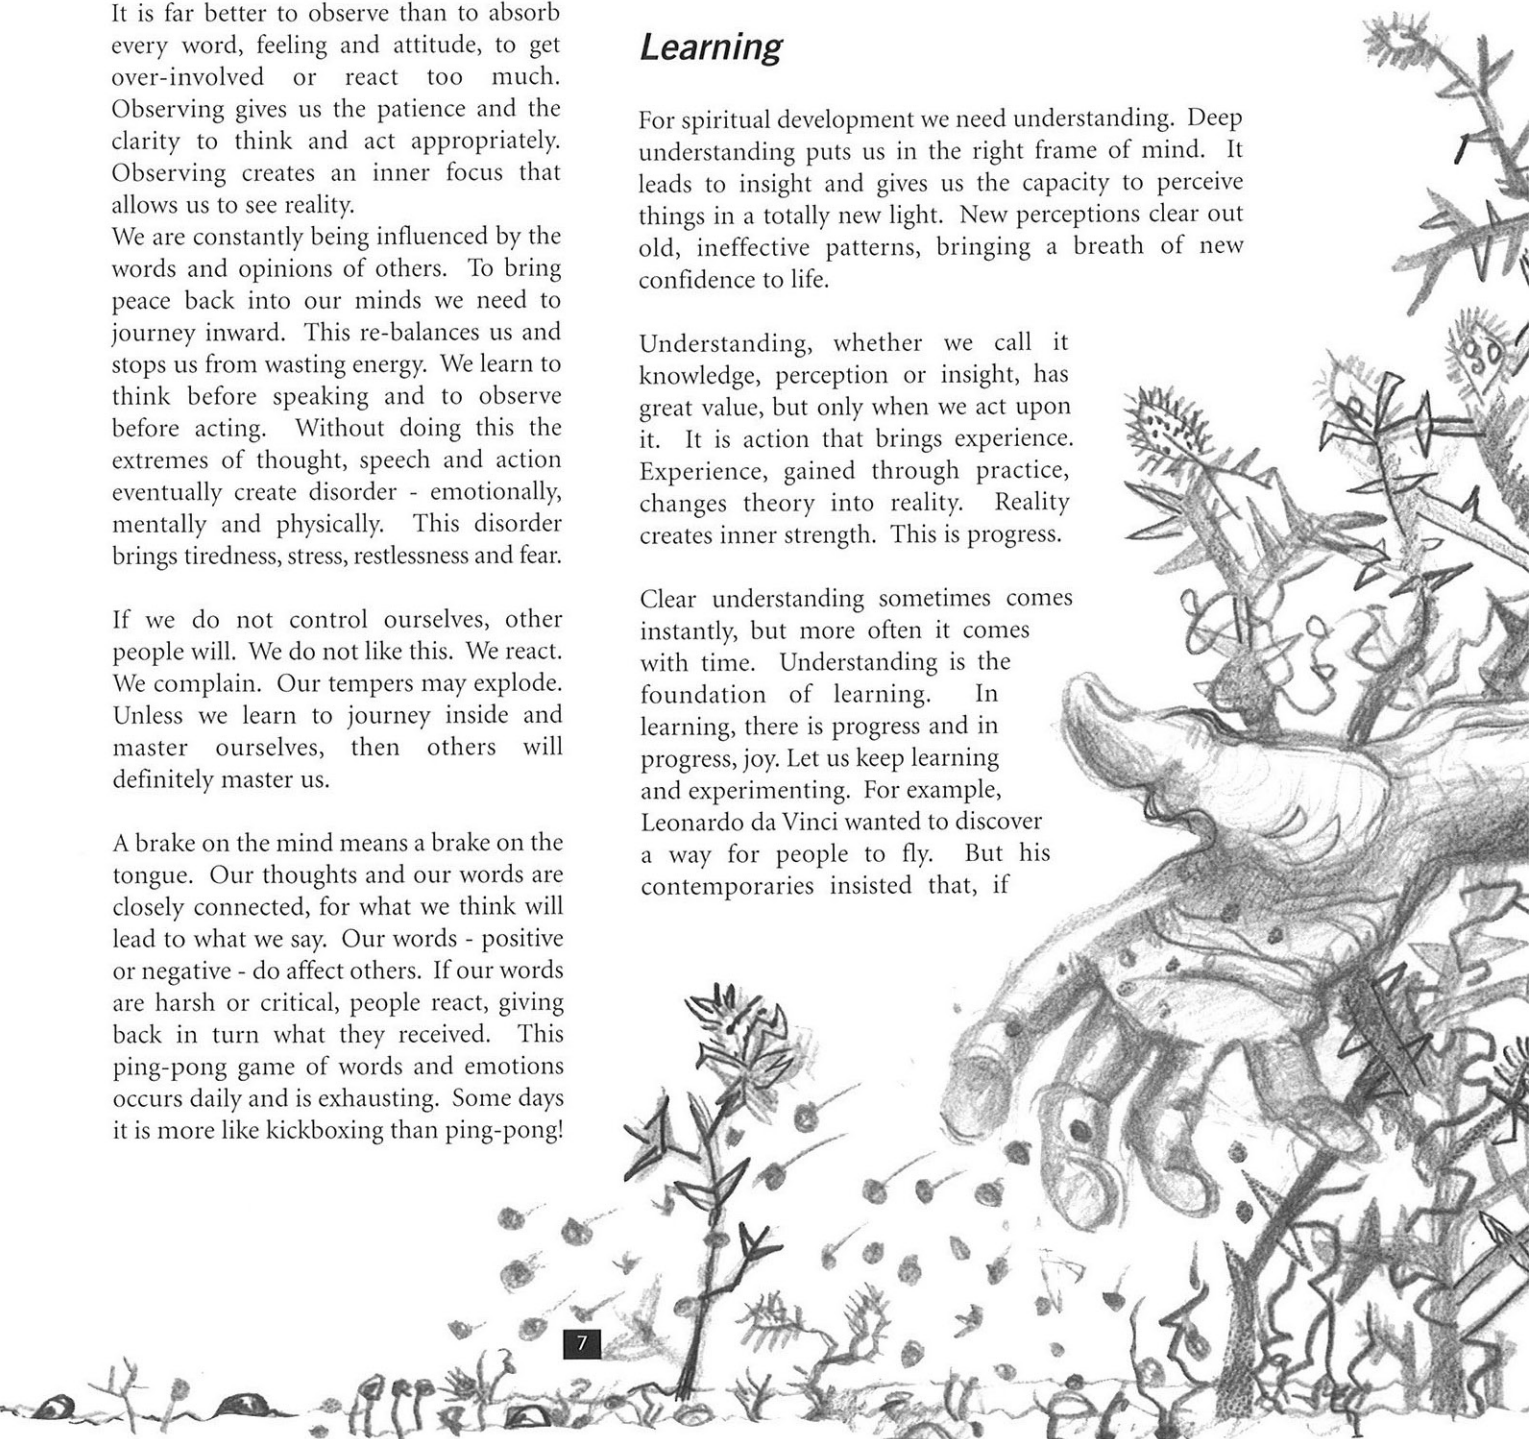 It is far better to observe than to absorb
every word, feeling and attitude, to get
over-involved or react too much.
Observing gives us the patience and the
clarity to think and act appropriately.
Observing creates an inner focus that
allows us to see reality.
We are constantly being influenced by the
words and opinions of others. To bring
peace back into our minds we need to
journey inward. This re-balances us and
stops us from wasting energy. We learn to
think before speaking and to observe
before acting. Without doing this the
extremes of thought, speech and action
eventually create disorder - emotionally,
mentally and physically. This disorder
brings tiredness, stress, restlessness and fear.
If we do not control ourselves, other
people will. We do not like this. We react.
We complain. Our tempers may explode.
Unless we learn to journey inside and
master ourselves, then others will
definitely master us.
A brake on the mind means a brake on the
tongue. Our thoughts and our words are
closely connected, for what we think will
lead to what we say. Our words - positive
or negative - do affect others. If our words
are harsh or critical, people react, giving
back in turn what they received. This
ping-pong game of words and emotions
occurs daily and is exhausting. Some days
it is more like kickboxing than ping-pong!
Learning
For spiritual development we need understanding. Deep
understanding puts us in the right frame of mind. It
leads to insight and gives us the capacity to perceive
things in a totally new light. New perceptions clear out
old, ineffective patterns, bringing a breath of new
confidence to life.
Understanding, whether we call it
knowledge, perception or insight, has
great value, but only when we act upon
it. It is action that brings experience.
Experience, gained through practice,
changes theory into reality. Reality
creates inner strength. This is progress.
Clear understanding sometimes comes
instantly, but more often it comes
with time. Understanding is the
foundation of learning. In
learning, there is progress and in
progress, joy. Let us keep learning
and experimenting. For example,
Leonardo da Vinci wanted to discover
a way for people to fly. But his
contemporaries insisted that, if
7